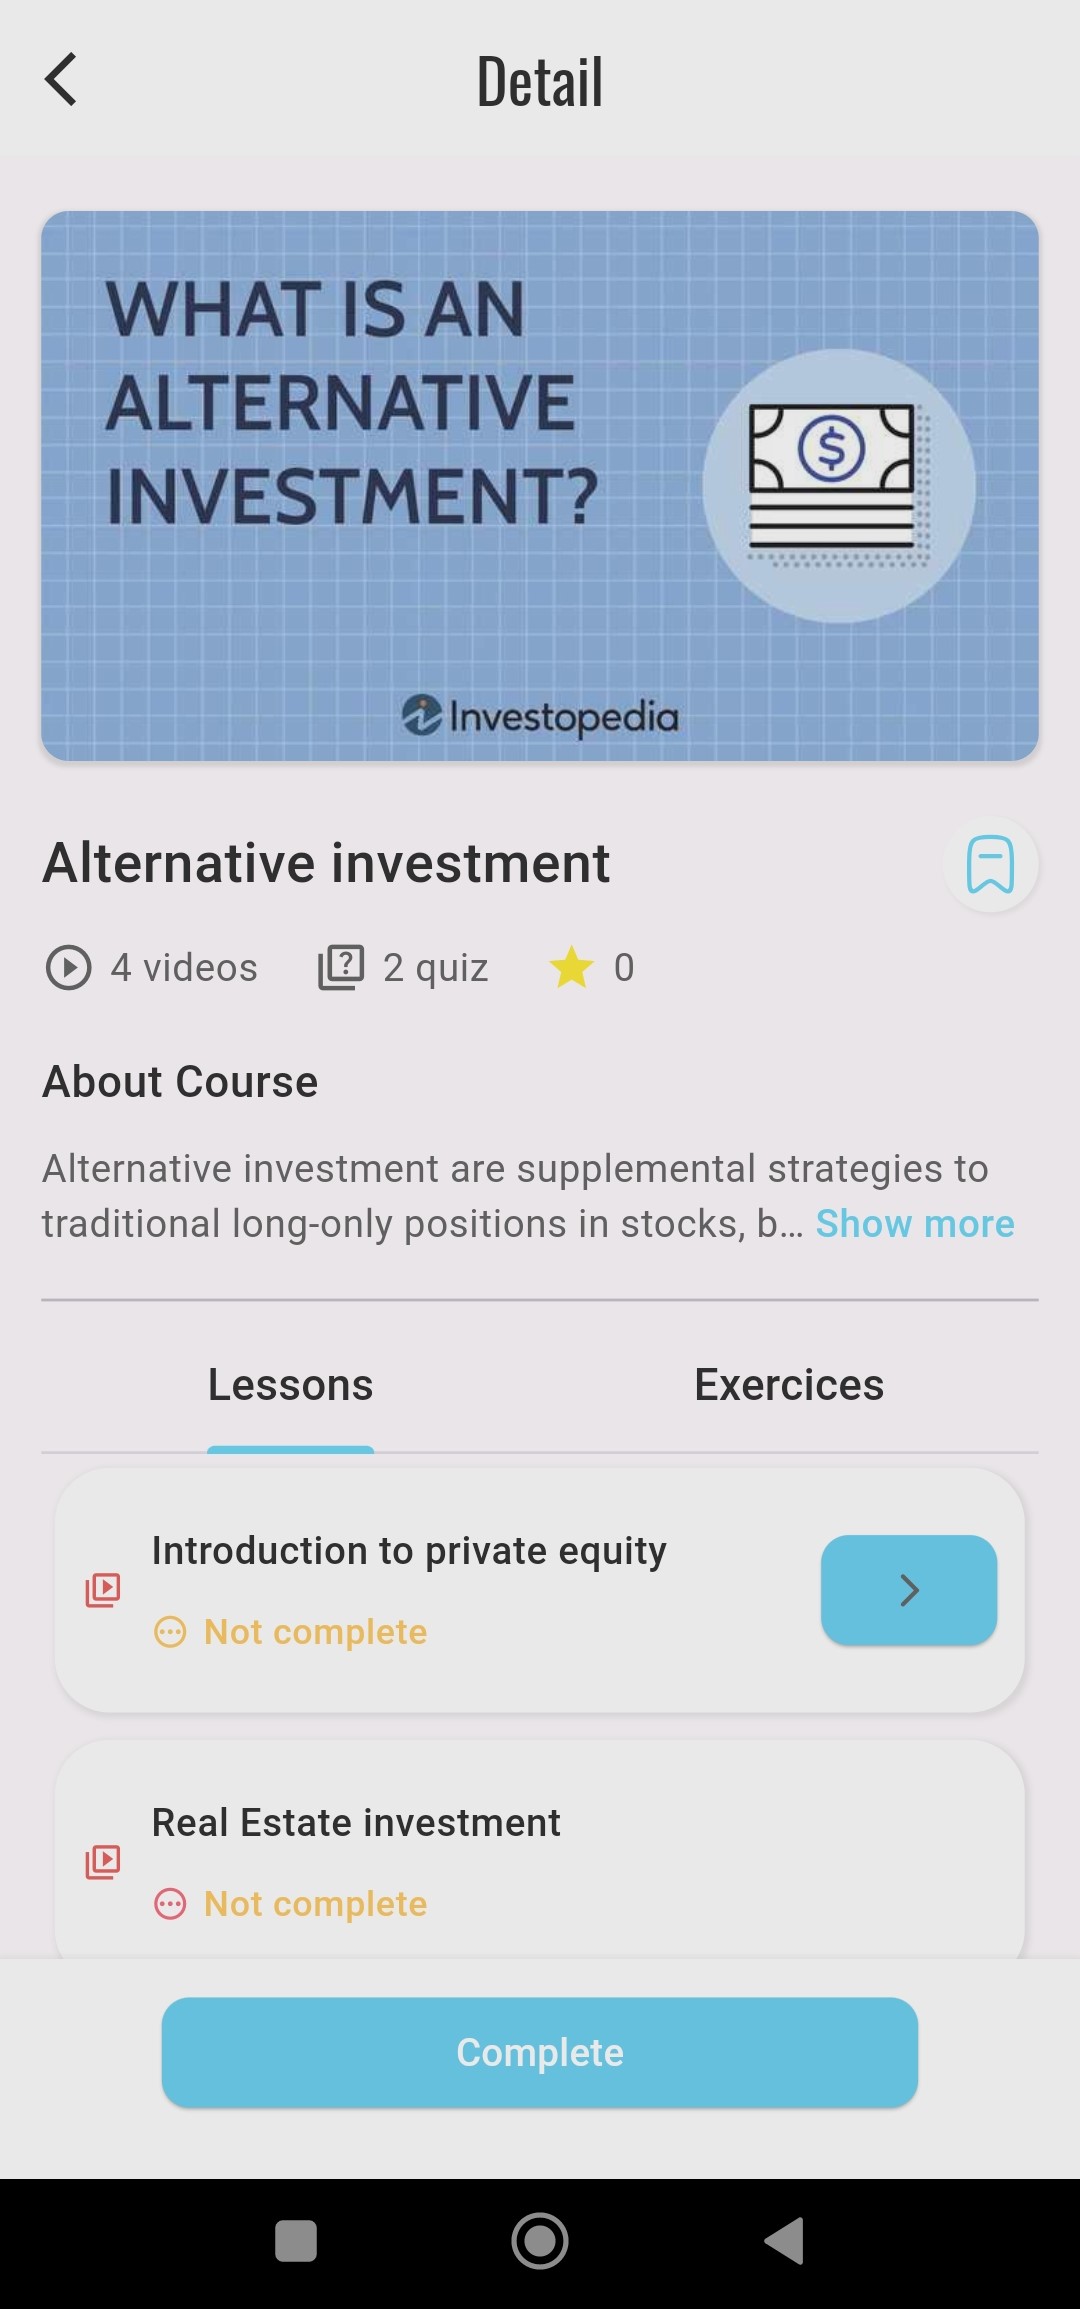 Detail
WHAT IS AN
ALTERNATIVE
INVESTMENT?
$
Investopedia
Alternative investment
4 videos
2 quiz
0
About Course
Alternative investment are supplemental strategies to
traditional long-only positions in stocks, b... Show more
Lessons
Exercices
Introduction to private equity
Not complete
Real Estate investment
Not complete
Complete